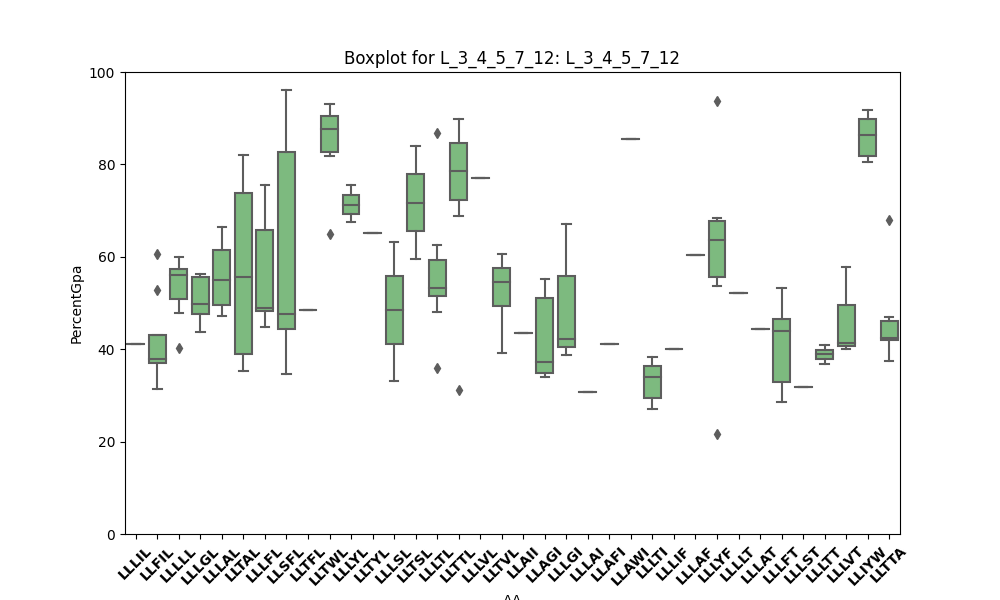 Boxplot for L_3_4_5_7_12: L_3_4_5_7_12
PercentGpa
100
80
60
40
20
0
LLLIL
LLFIL
LLLLL
LLLGL
LLLAL
LLTAL
LLLFL
LLSFL
LLTFL
LLTWL
LLLYL
LLTYL
LLLSL
LLTSL
LLLTL
LLTTL
LLLVL
LLTVL
LLAII
LLAGI
LLLGI
LLLAI
LLAFI
LLAWI
LLLTI
LLLIF
LLLAF
LLLYF
LLLLT
LLLAT
LLLFT
LLLST
LLLTT
LLLVT
LLIYW
LLTTA
AA